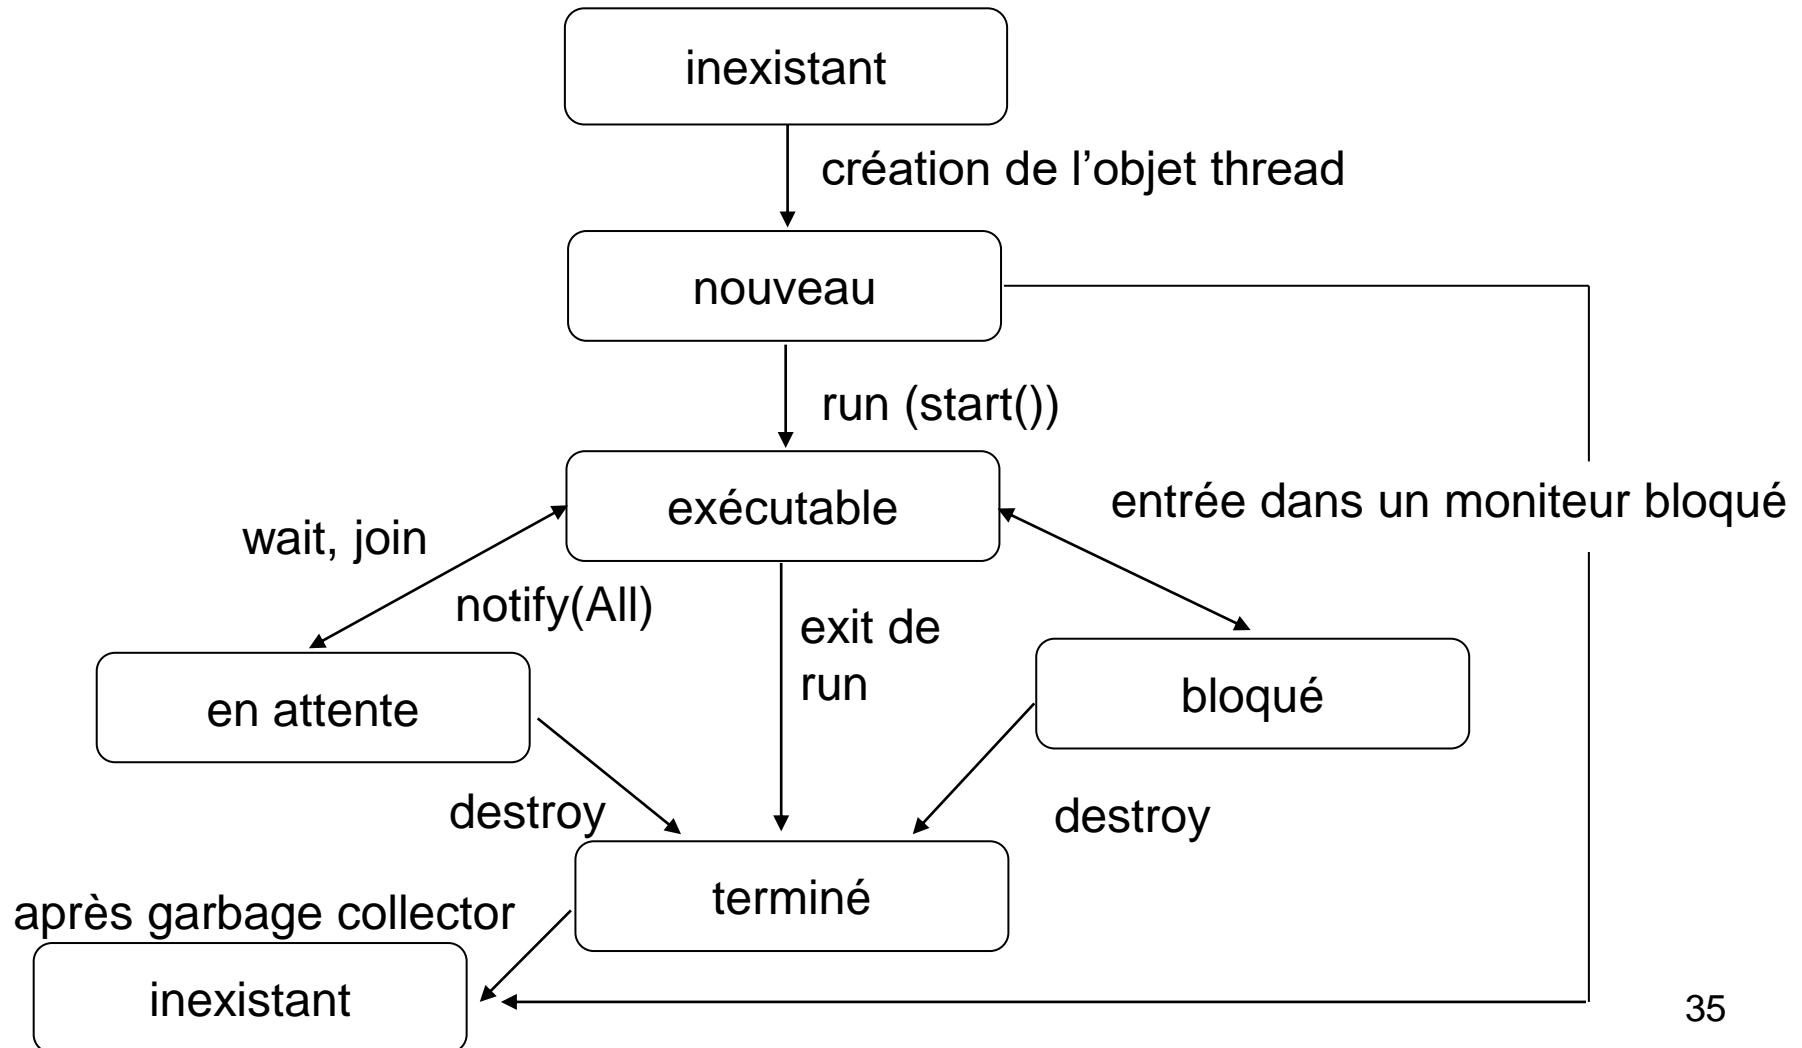 inexistant
création de l’objet thread
nouveau
run (start())
exécutable
entrée dans un moniteur bloqué
wait, join
notify(All)
exit de
run
en attente
bloqué
destroy
destroy
terminé
après garbage collector
inexistant
35